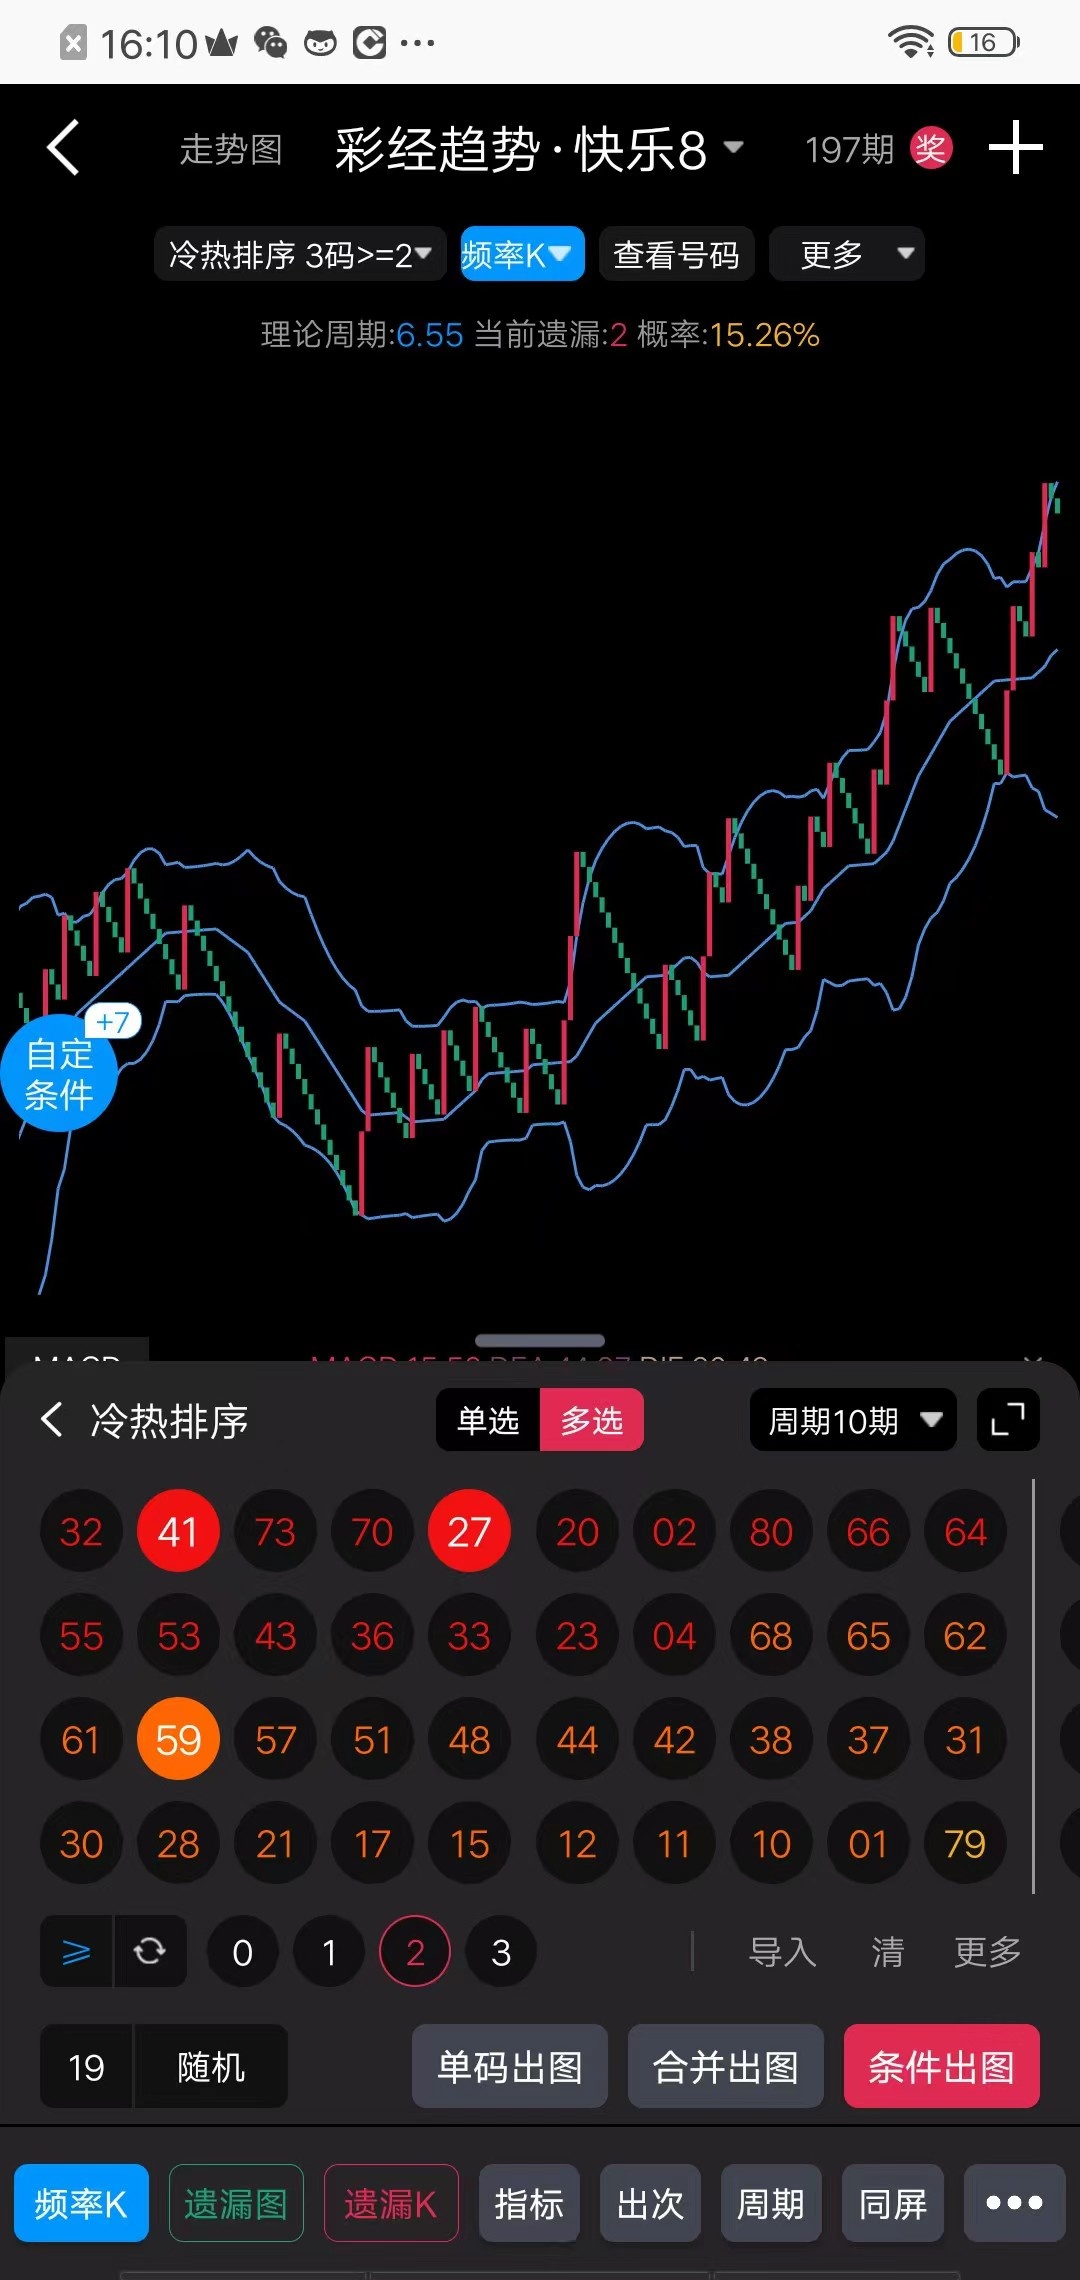 16:10
16
走势图 彩经趋势·快乐8 197期 奖
冷热排序 3码>=2 频率K 查看号码 更多
理论周期:6.55 当前遗漏:2 概率:15.26%
+7
自定
条件
冷热排序 单选 多选 周期10期
32 41 73 70 27 20 02 80 66 64
55 53 43 36 33 23 04 68 65 62
61 59 57 51 48 44 42 38 37 31
30 28 21 17 15 12 11 10 01 79
≥ 0 1 2 3 导入 清 更多
19 随机 单码出图 合并出图 条件出图
频率K 遗漏图 遗漏K 指标 出次 周期 同屏